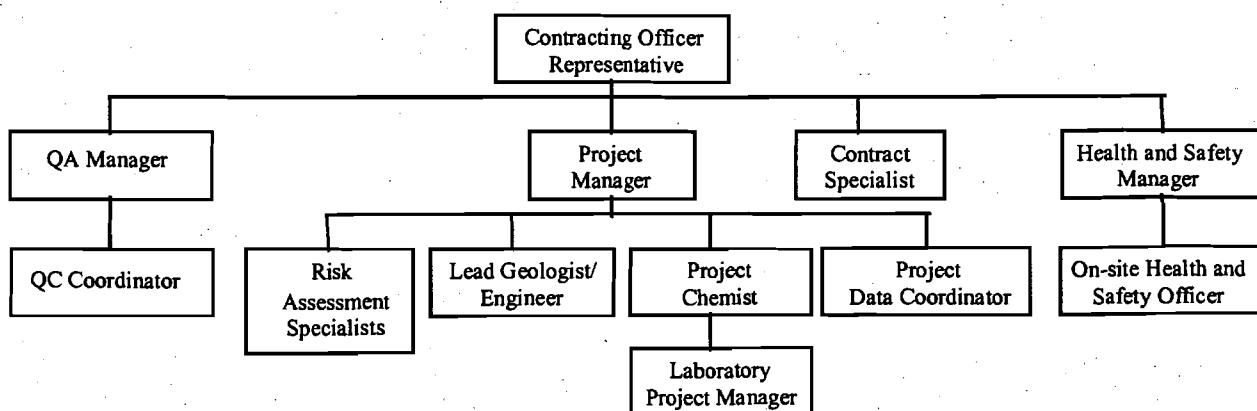 Contracting Officer
Representative
QA Manager
Project
Manager
Contract
Specialist
Health and Safety
Manager
QC Coordinator
Risk
Assessment
Specialists
Lead Geologist/
Engineer
Project
Chemist
Project
Data Coordinator
On-site Health and
Safety Officer
Laboratory
Project Manager